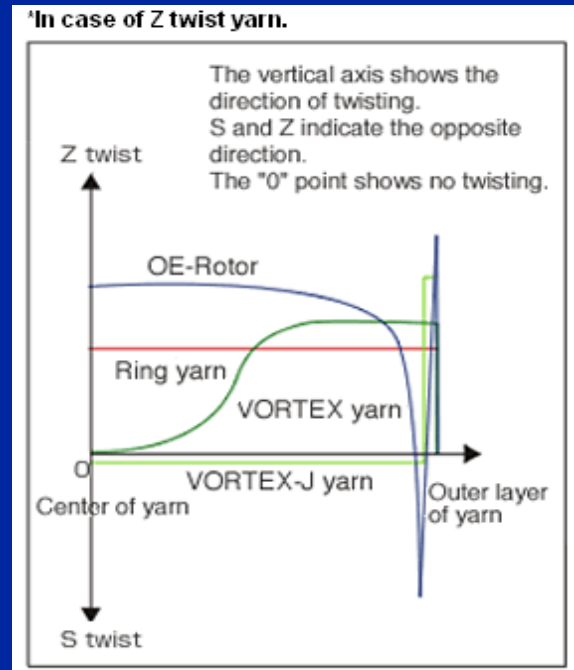 *In case of Z twist yarn.
The vertical axis shows the
direction of twisting.
S and Z indicate the opposite
direction.
The "0" point shows no twisting.
Z twist
OE-Rotor
Ring yarn
VORTEX yarn
0
VORTEX-J yarn
Center of yarn
Outer layer
of yarn
S twist